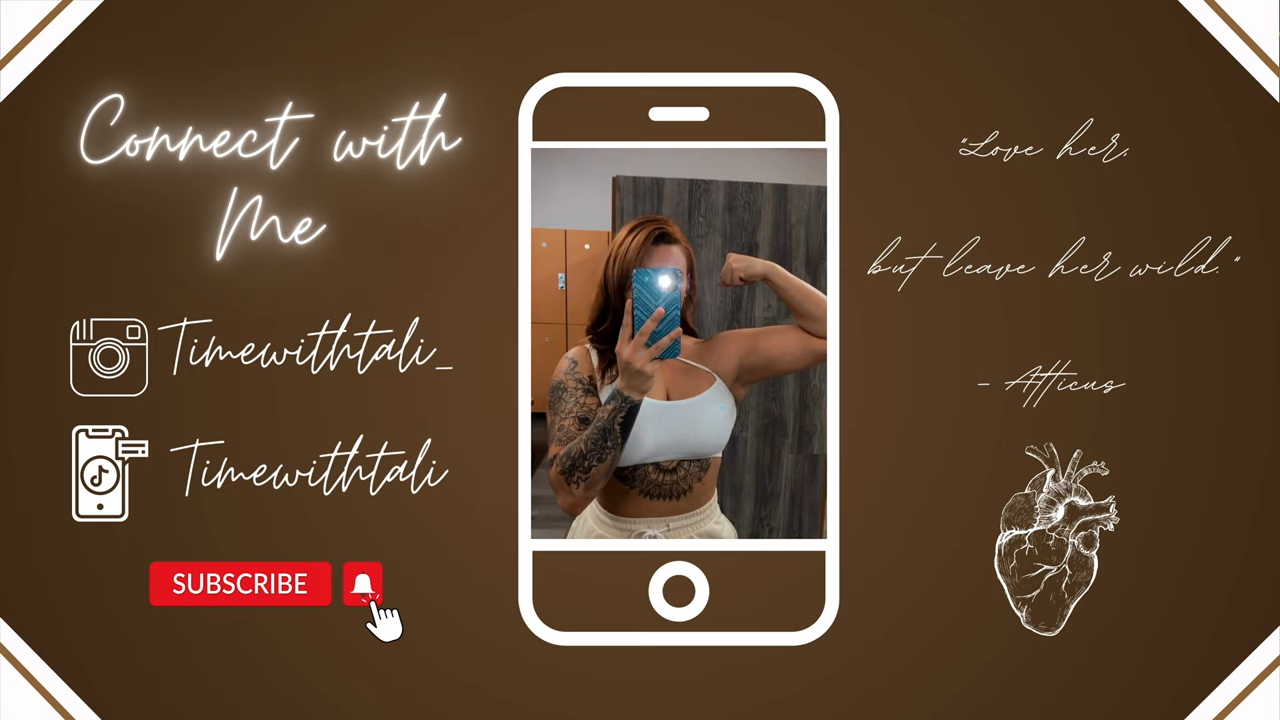 Connect with
Me
Timewithtali_
Timewithtali
SUBSCRIBE
"Love her,
but leave her wild."
- Atticus